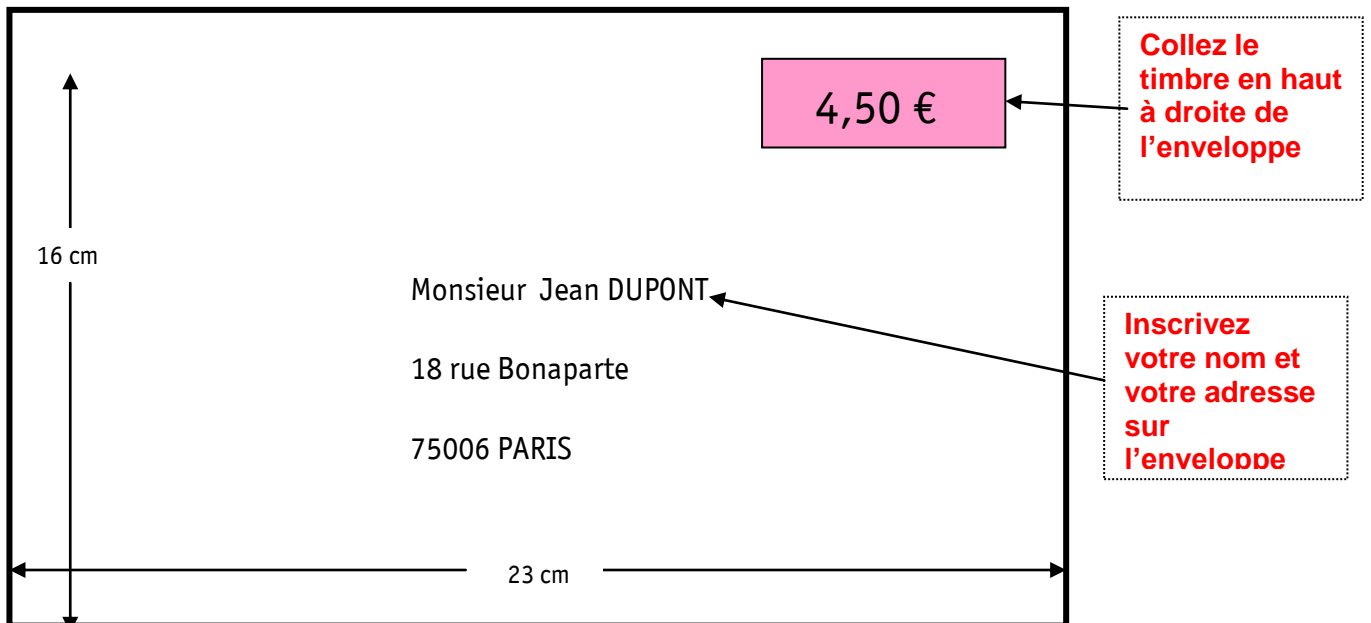 4,50 €
Collez le
timbre en haut
à droite de
l’enveloppe
16 cm
Monsieur Jean DUPONT
18 rue Bonaparte
75006 PARIS
Inscrivez
votre nom et
votre adresse
sur
l’enveloppe
23 cm